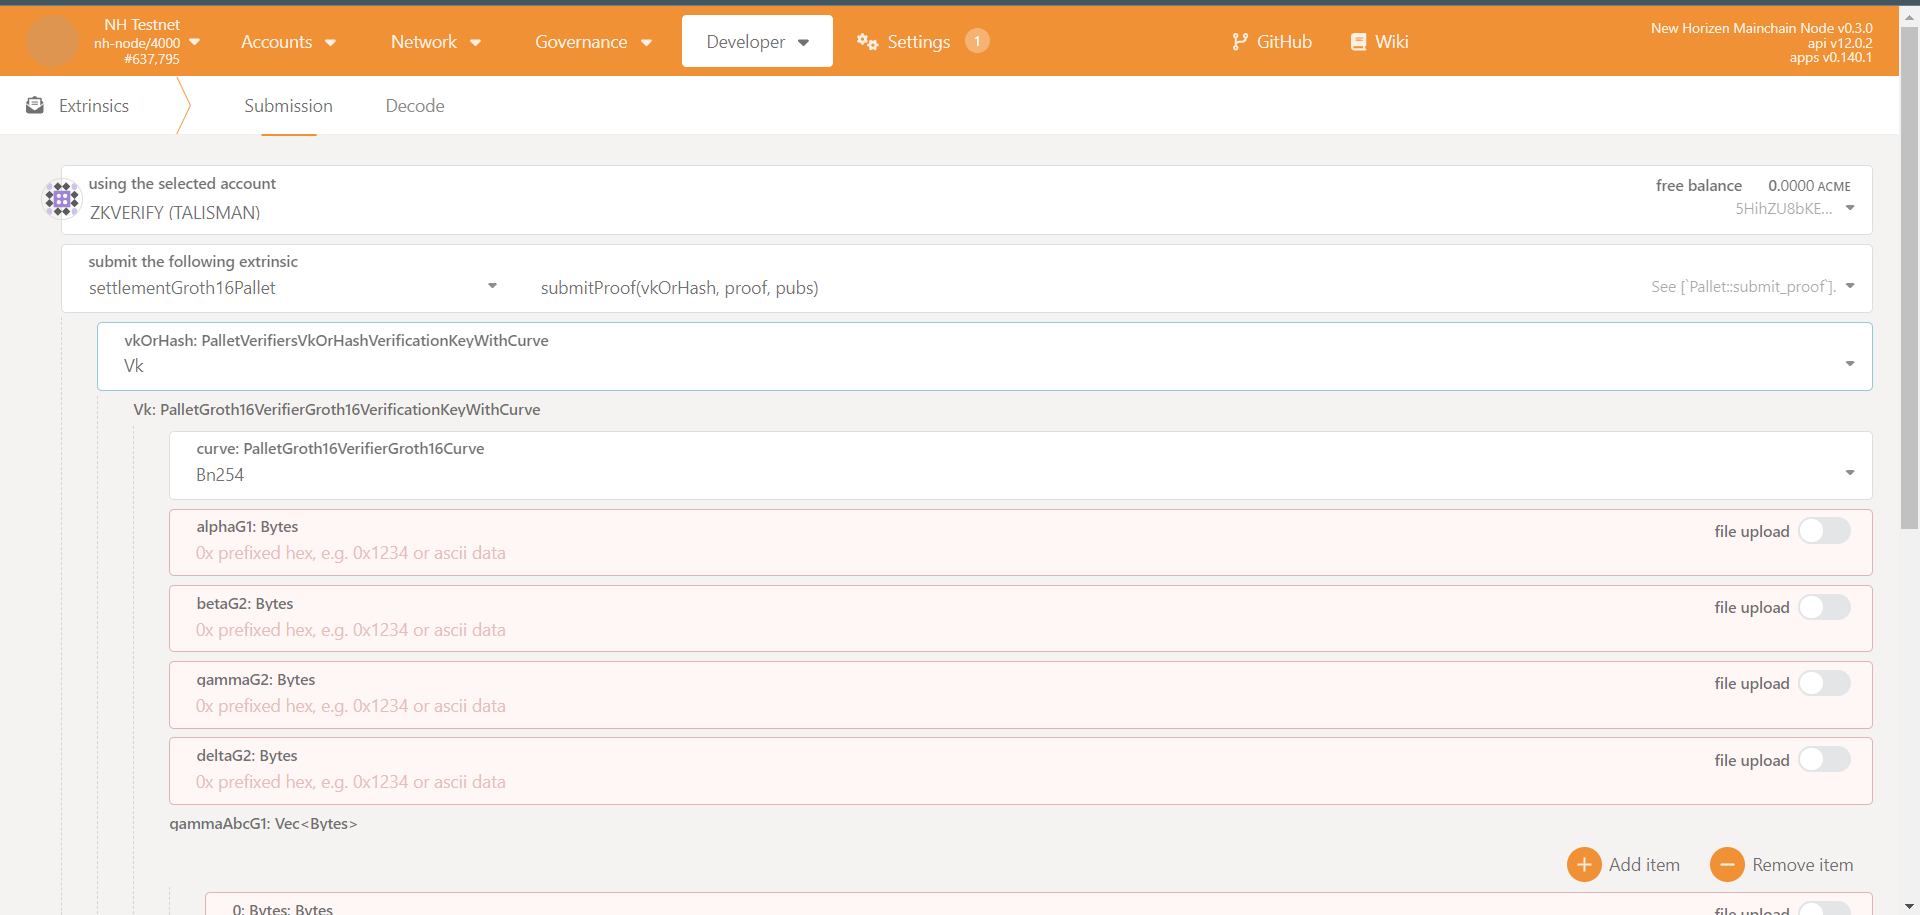 NH Testnet
nh-node/4000
#637,795
Accounts
Network
Governance
Developer
Settings
1
GitHub
Wiki
New Horizen Mainchain Node v0.3.0
api v12.0.2
apps v0.140.1
Extrinsics
Submission
Decode
using the selected account
ZKVERIFY (TALISMAN)
free balance 0.0000 ACME
5HihZU8bKE...
submit the following extrinsic
settlementGroth16Pallet
submitProof(vkOrHash, proof, pubs)
See [`Pallet::submit_proof`].
vkOrHash: PalletVerifiersVkOrHashVerificationKeyWithCurve
Vk
Vk: PalletGroth16VerifierGroth16VerificationKeyWithCurve
curve: PalletGroth16VerifierGroth16Curve
Bn254
alphaG1: Bytes
0x prefixed hex, e.g. 0x1234 or ascii data
file upload
betaG2: Bytes
0x prefixed hex, e.g. 0x1234 or ascii data
file upload
gammaG2: Bytes
0x prefixed hex, e.g. 0x1234 or ascii data
file upload
deltaG2: Bytes
0x prefixed hex, e.g. 0x1234 or ascii data
file upload
gammaAbcG1: Vec<Bytes>
Add item
Remove item
0: Bytes: Bytes
file upload